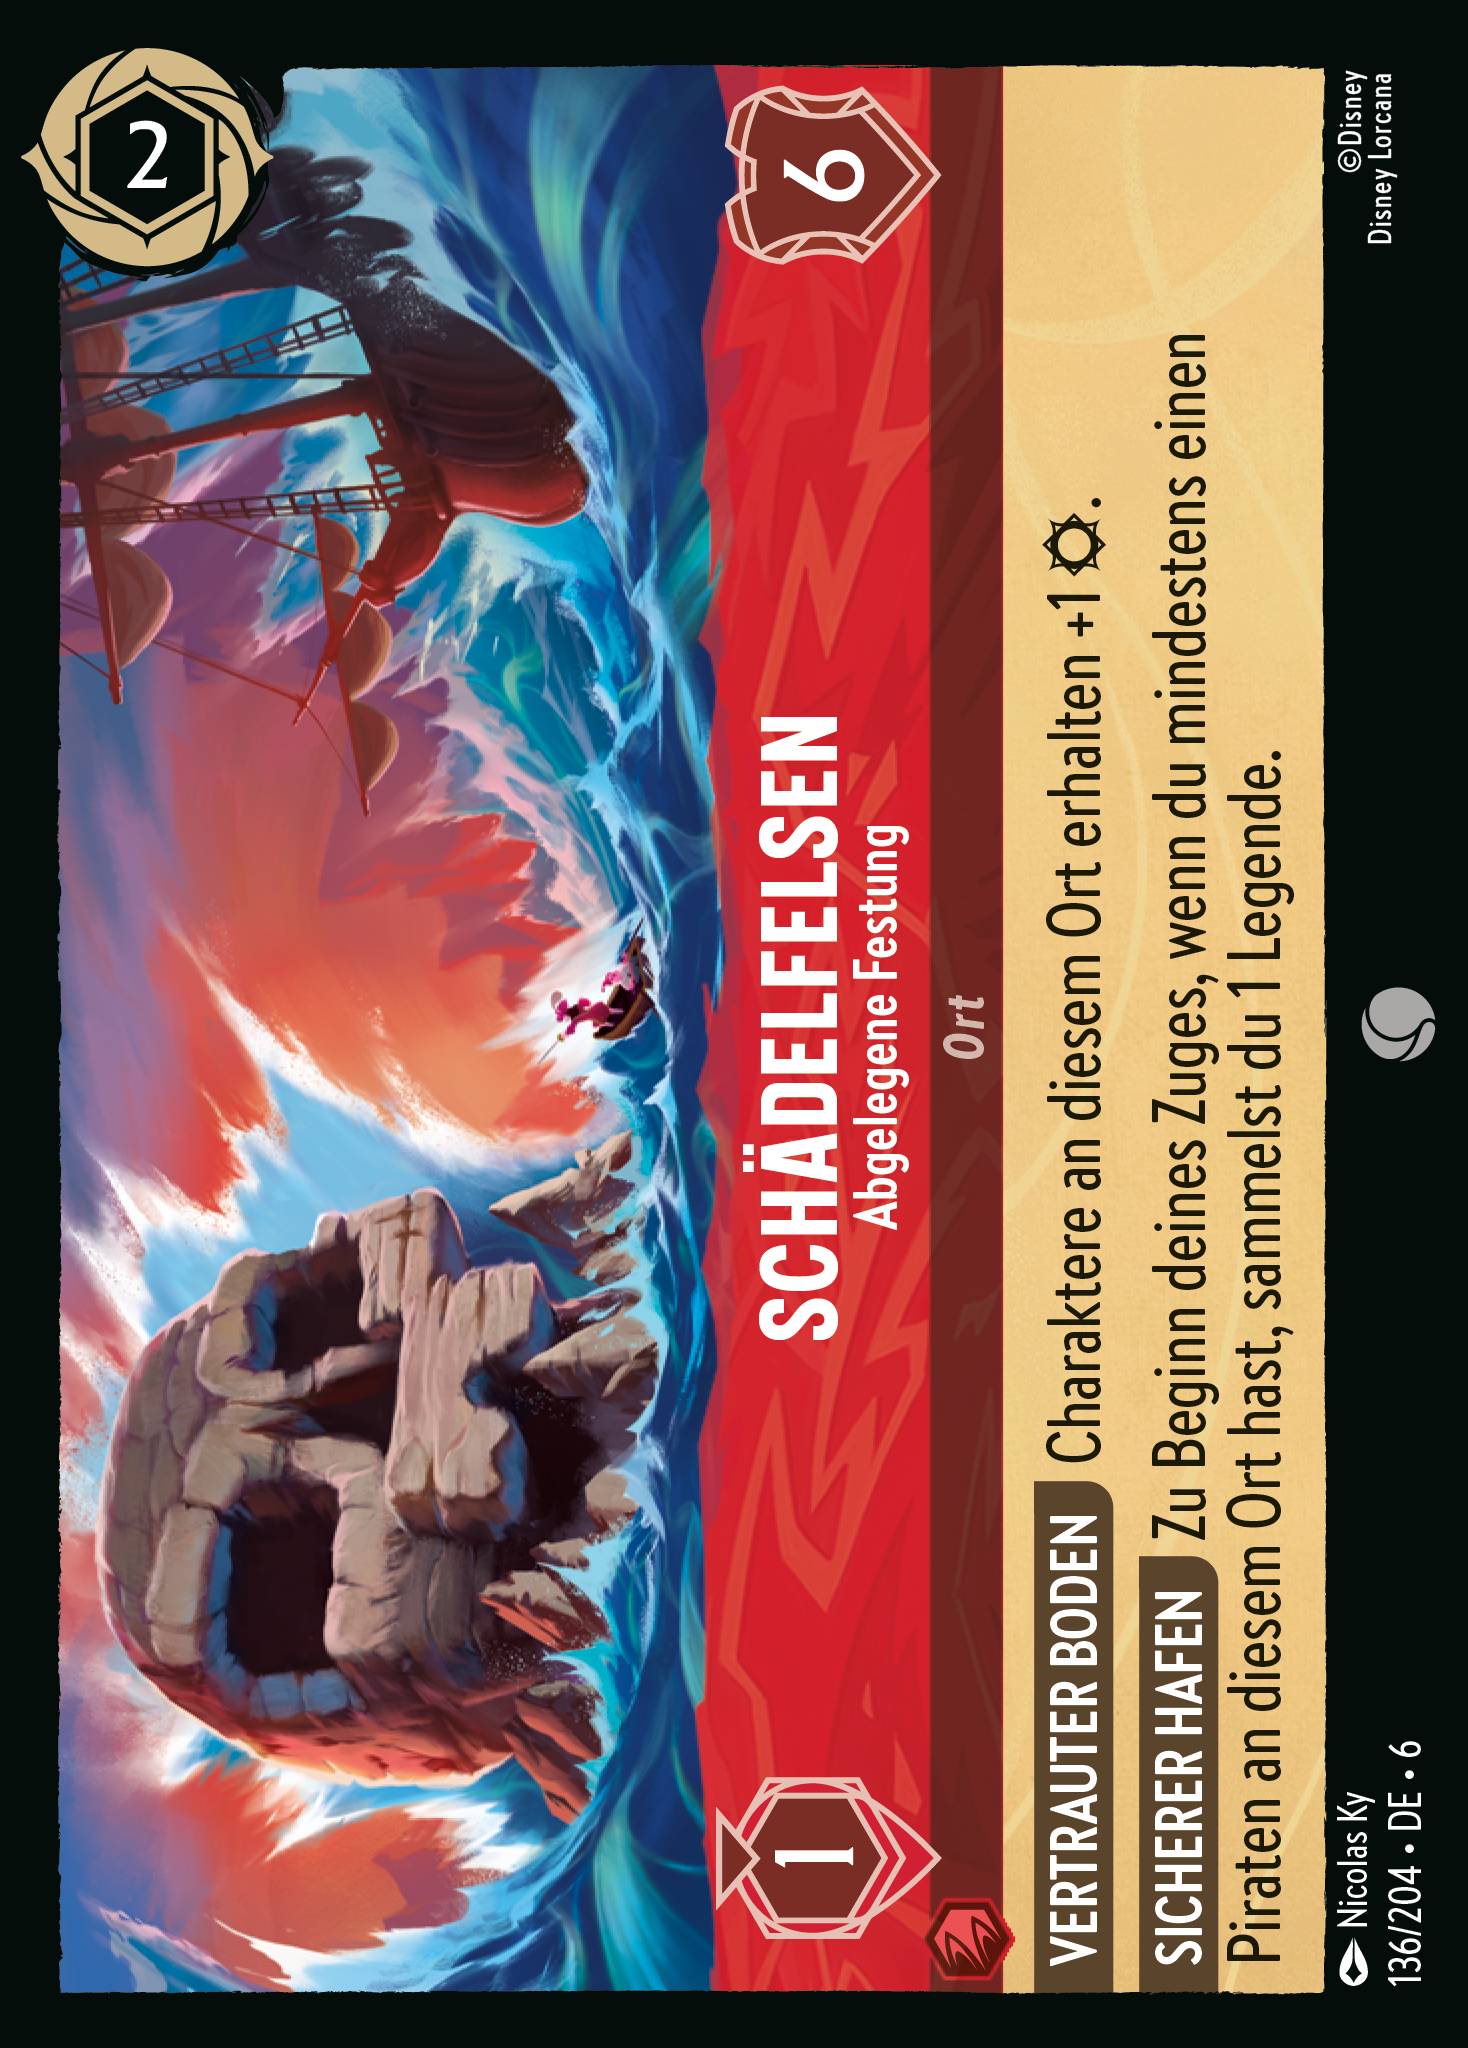 2
SCHÄDELFELSEN
Abgelegene Festung
1
6
Ort
VERTRAUTER BODEN Charaktere an diesem Ort erhalten +1 .
SICHERER HAFEN Zu Beginn deines Zuges, wenn du mindestens einen
Piraten an diesem Ort hast, sammelst du 1 Legende.
Nicolas Ky
136/204 • DE • 6
©Disney
Disney Lorcana